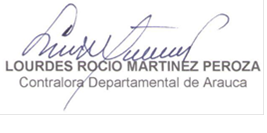 LOURDES ROCIO MARTINEZ PEROZA
Contralora Departamental de Arauca